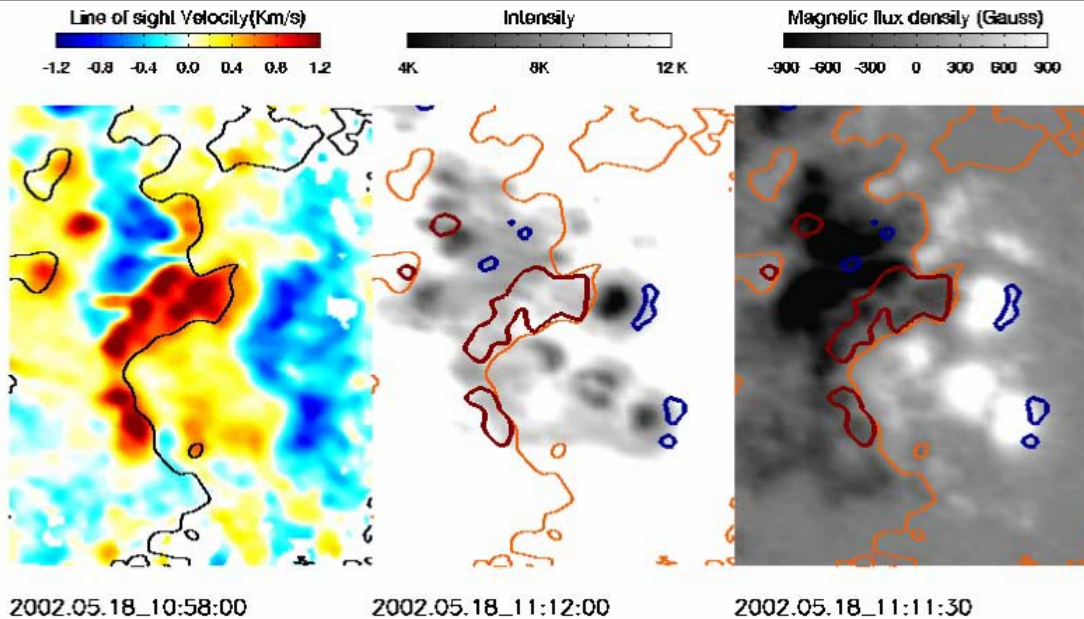 Line of sight Velocity(Km/s)
-1.2 -0.8 -0.4 0.0 0.4 0.8 1.2
Intensity
4K 8K 12 K
Magnetic flux density (Gauss)
-900 -600 -300 0 300 600 900
2002.05.18_10:58:00
2002.05.18_11:12:00
2002.05.18_11:11:30